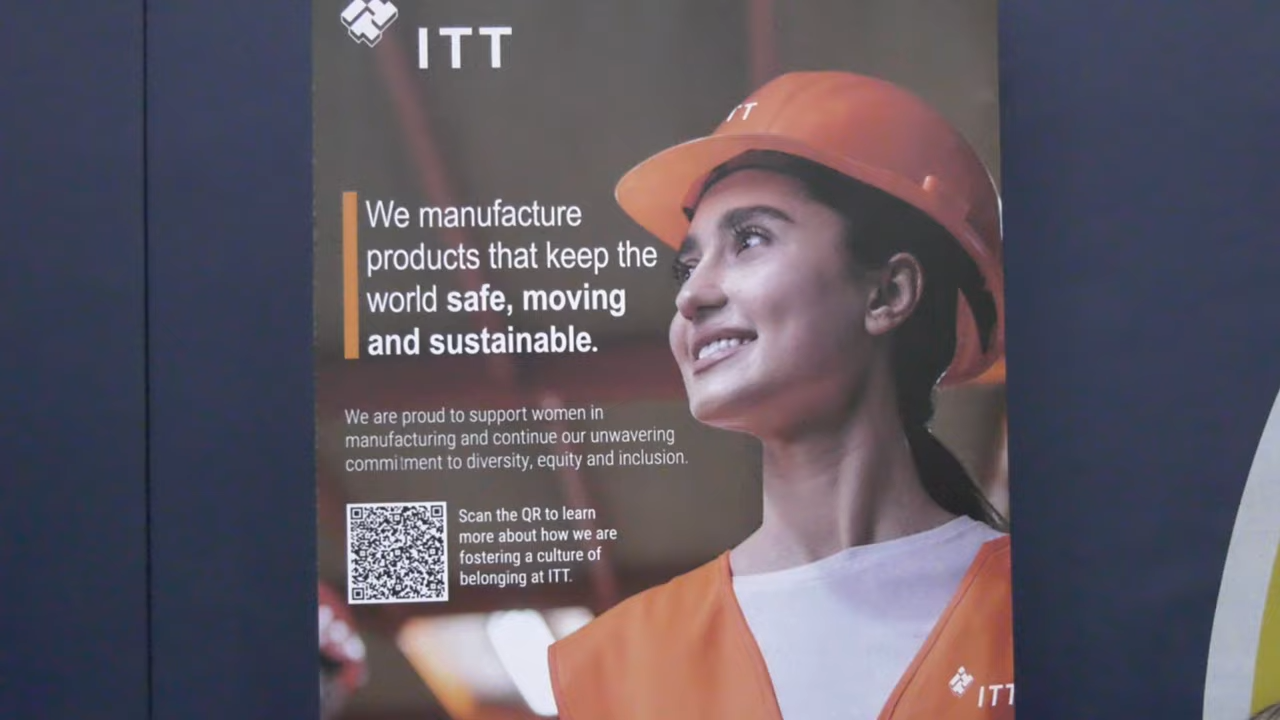 ITT
ITT
We manufacture
products that keep the
world safe, moving
and sustainable.
We are proud to support women in
manufacturing and continue our unwavering
commitment to diversity, equity and inclusion.
Scan the QR to learn
more about how we are
fostering a culture of
belonging at ITT.
ITT